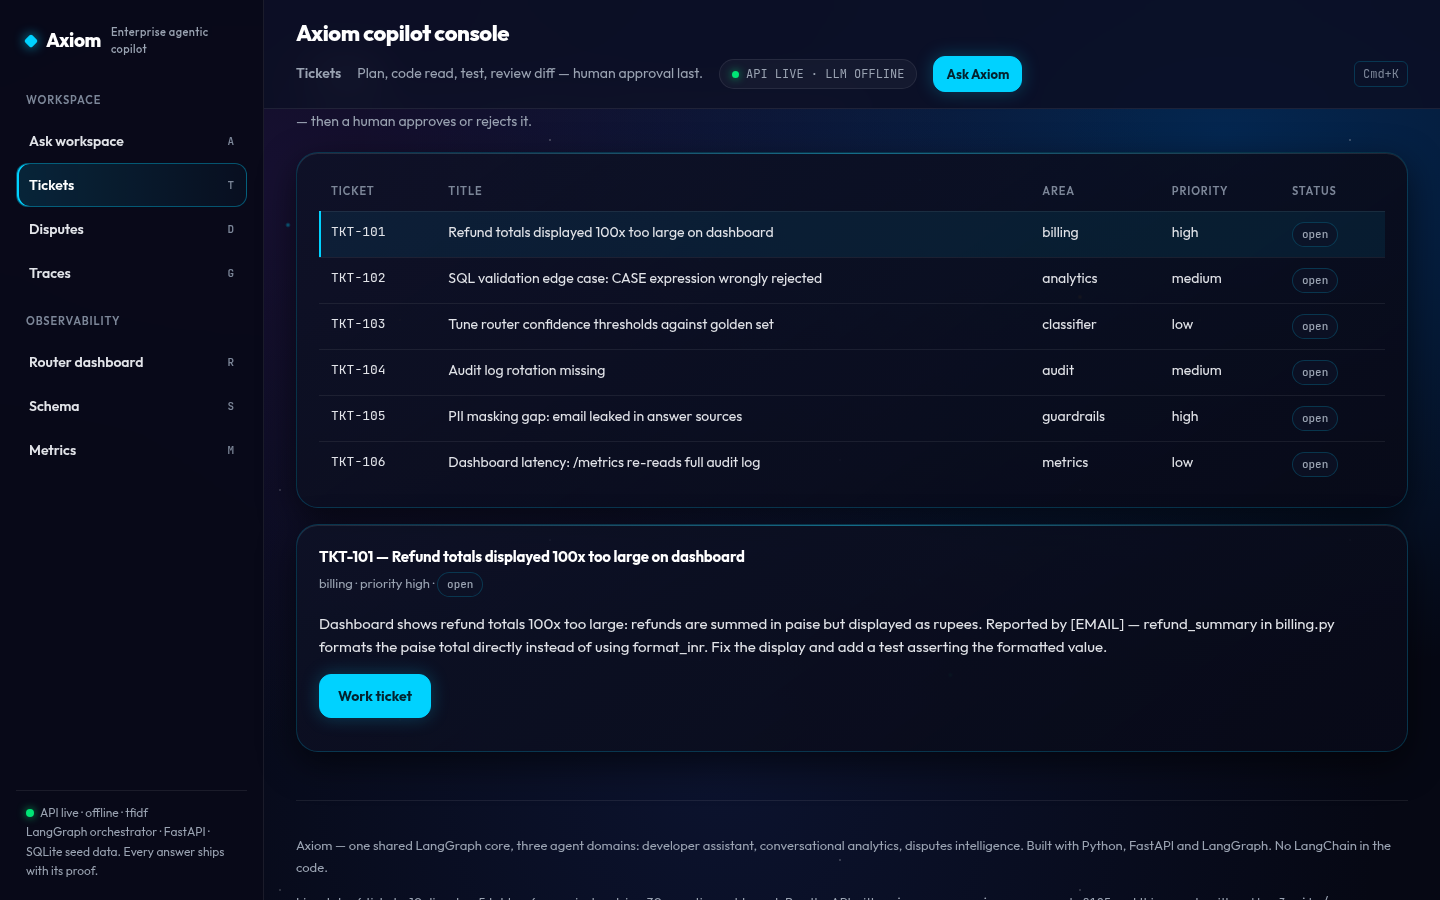 Axiom
Enterprise agentic
copilot
WORKSPACE
Ask workspace A
Tickets T
Disputes D
Traces G
OBSERVABILITY
Router dashboard R
Schema S
Metrics M
API live · offline · tfidf
LangGraph orchestrator · FastAPI ·
SQLite seed data. Every answer ships
with its proof.
Axiom copilot console
Tickets Plan, code read, test, review diff — human approval last. API LIVE · LLM OFFLINE Ask Axiom Cmd+K
— then a human approves or rejects it.
TICKET TITLE AREA PRIORITY STATUS
TKT-101 Refund totals displayed 100x too large on dashboard billing high open
TKT-102 SQL validation edge case: CASE expression wrongly rejected analytics medium open
TKT-103 Tune router confidence thresholds against golden set classifier low open
TKT-104 Audit log rotation missing audit medium open
TKT-105 PII masking gap: email leaked in answer sources guardrails high open
TKT-106 Dashboard latency: /metrics re-reads full audit log metrics low open
TKT-101 — Refund totals displayed 100x too large on dashboard
billing · priority high · open
Dashboard shows refund totals 100x too large: refunds are summed in paise but displayed as rupees. Reported by [EMAIL] — refund_summary in billing.py
formats the paise total directly instead of using format_inr. Fix the display and add a test asserting the formatted value.
Work ticket
Axiom — one shared LangGraph core, three agent domains: developer assistant, conversational analytics, disputes intelligence. Built with Python, FastAPI and LangGraph. No LangChain in the
code.